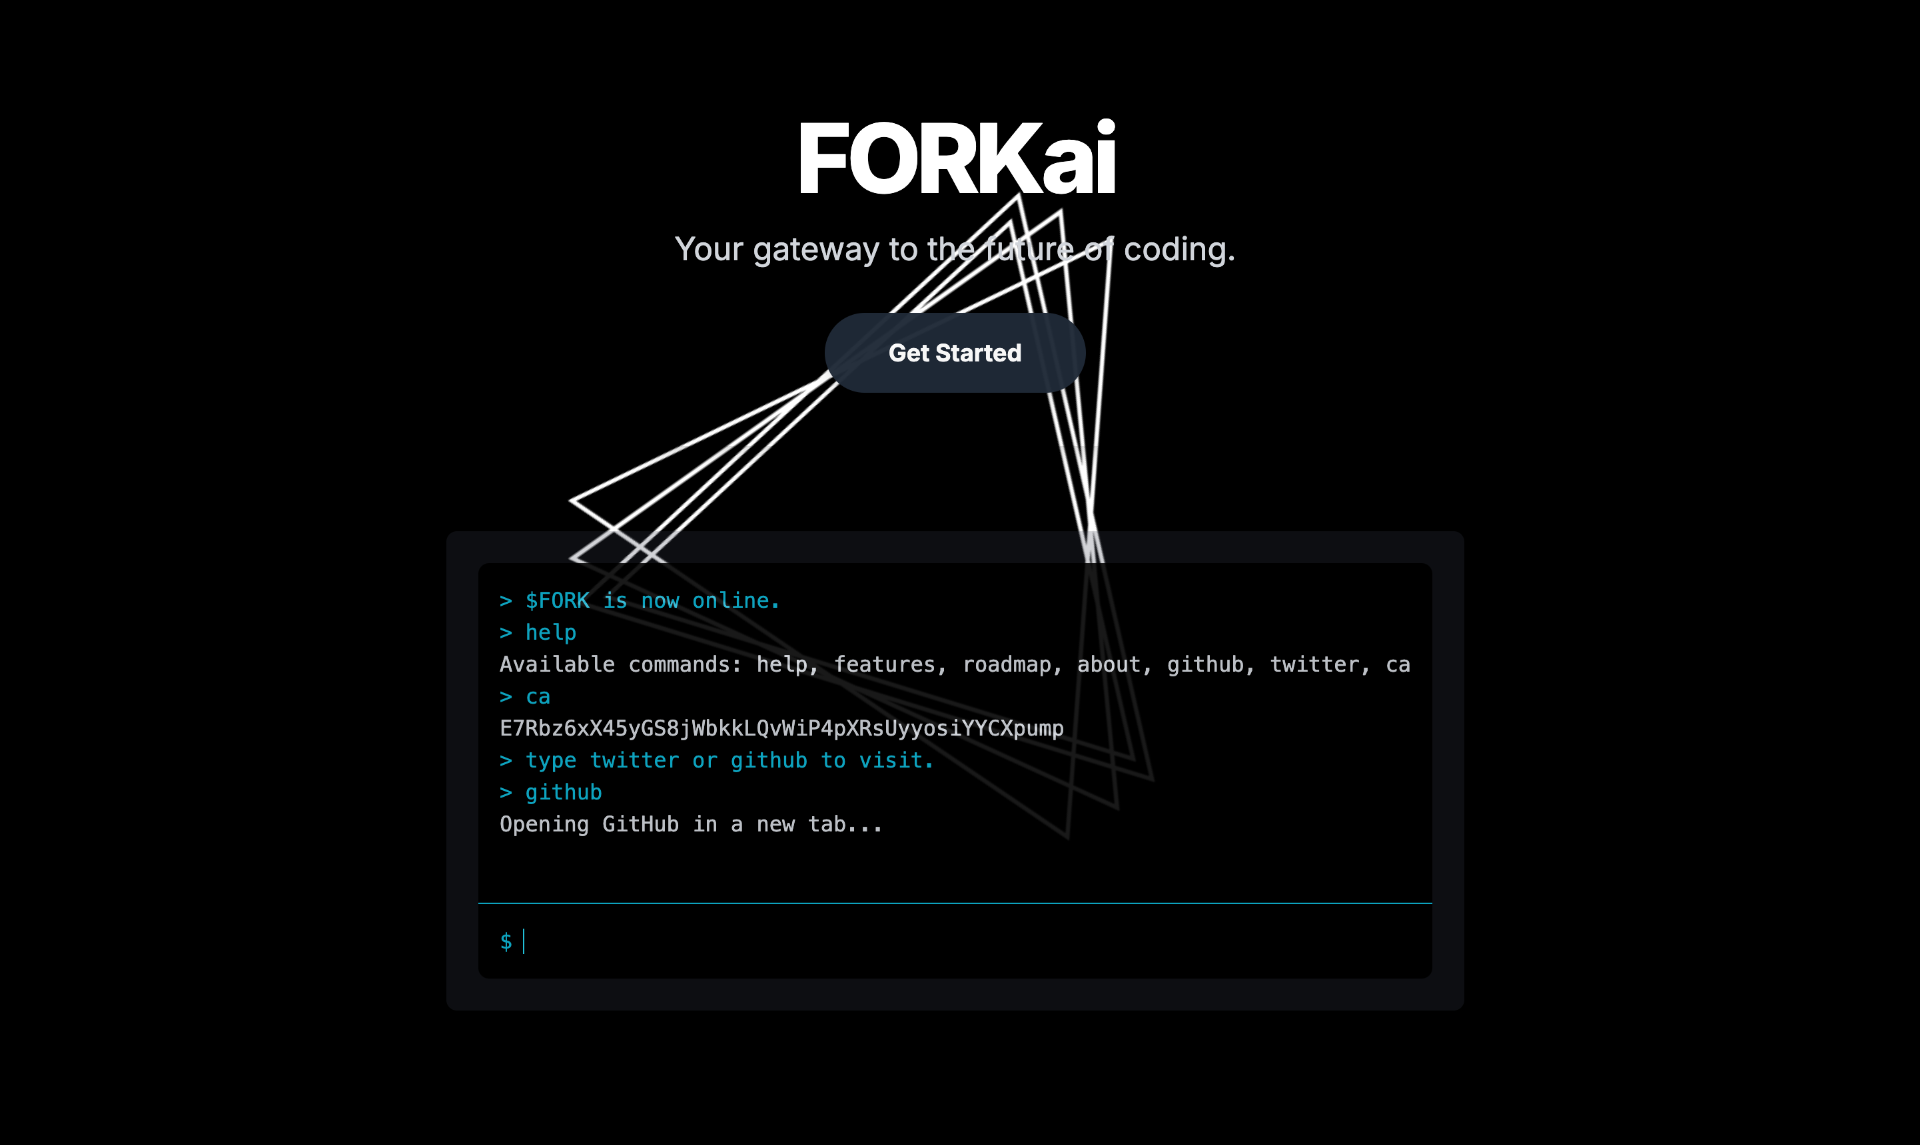 FORKai
Your gateway to the future of coding.
Get Started
> $FORK is now online.
> help
Available commands: help, features, roadmap, about, github, twitter, ca
> ca
E7Rbz6xX45yGS8jWbkkLQvWiP4pXRsUyyosiYYCXpump
> type twitter or github to visit.
> github
Opening GitHub in a new tab...
$